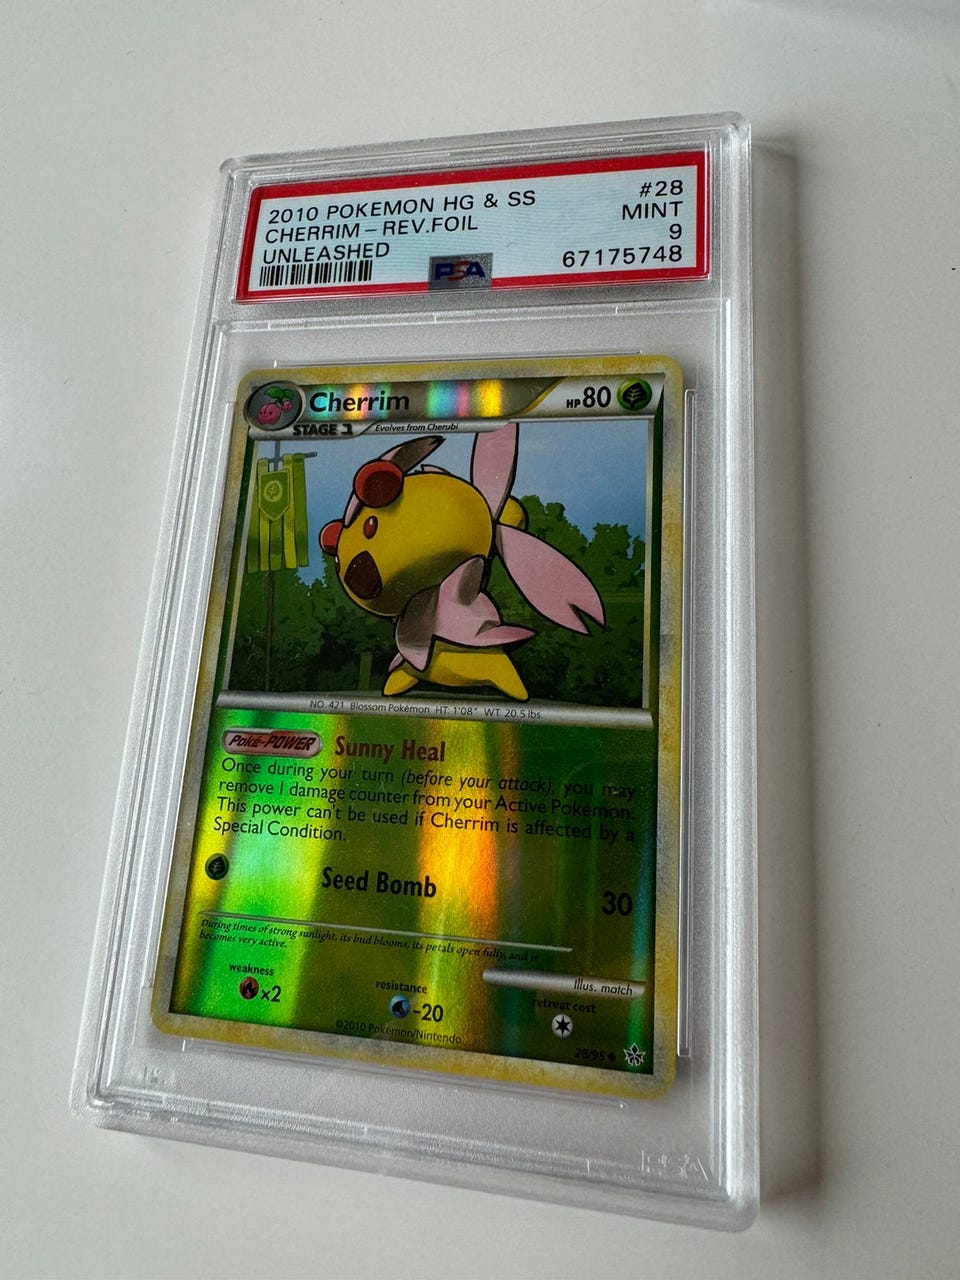 2010 POKEMON HG & SS #28
CHERRIM - REV.FOIL MINT
UNLEASHED 9
PSA 67175748
Cherrim HP 80
STAGE 1 Evolves from Cherubi
NO. 421 Blossom Pokémon HT: 1'08" WT: 20.5 lbs.
Poké-POWER Sunny Heal
Once during your turn (before your attack), you may
remove 1 damage counter from your Active Pokémon.
This power can't be used if Cherrim is affected by a
Special Condition.
Seed Bomb 30
During times of strong sunlight, its bud blooms, its petals open fully, and it
becomes very active.
Illus. match
weakness resistance retreat cost
×2 -20
©2010 Pokémon/Nintendo
28/95
PSA